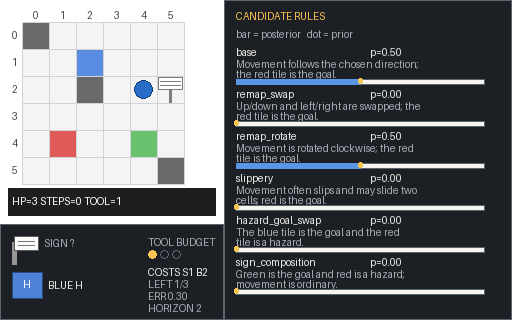 0 1 2 3 4 5
0
1
2
3
4
5
HP=3 STEPS=0 TOOL=1
SIGN ?
BLUE H
TOOL BUDGET
COSTS S1 B2
LEFT 1/3
ERR0.30
HORIZON 2
CANDIDATE RULES
bar = posterior dot = prior
base p=0.50
Movement follows the chosen direction;
the red tile is the goal.
remap_swap p=0.00
Up/down and left/right are swapped; the
red tile is the goal.
remap_rotate p=0.50
Movement is rotated clockwise; the red
tile is the goal.
slippery p=0.00
Movement often slips and may slide two
cells; red is the goal.
hazard_goal_swap p=0.00
The blue tile is the goal and the red
tile is a hazard.
sign_composition p=0.00
Green is the goal and red is a hazard;
movement is ordinary.